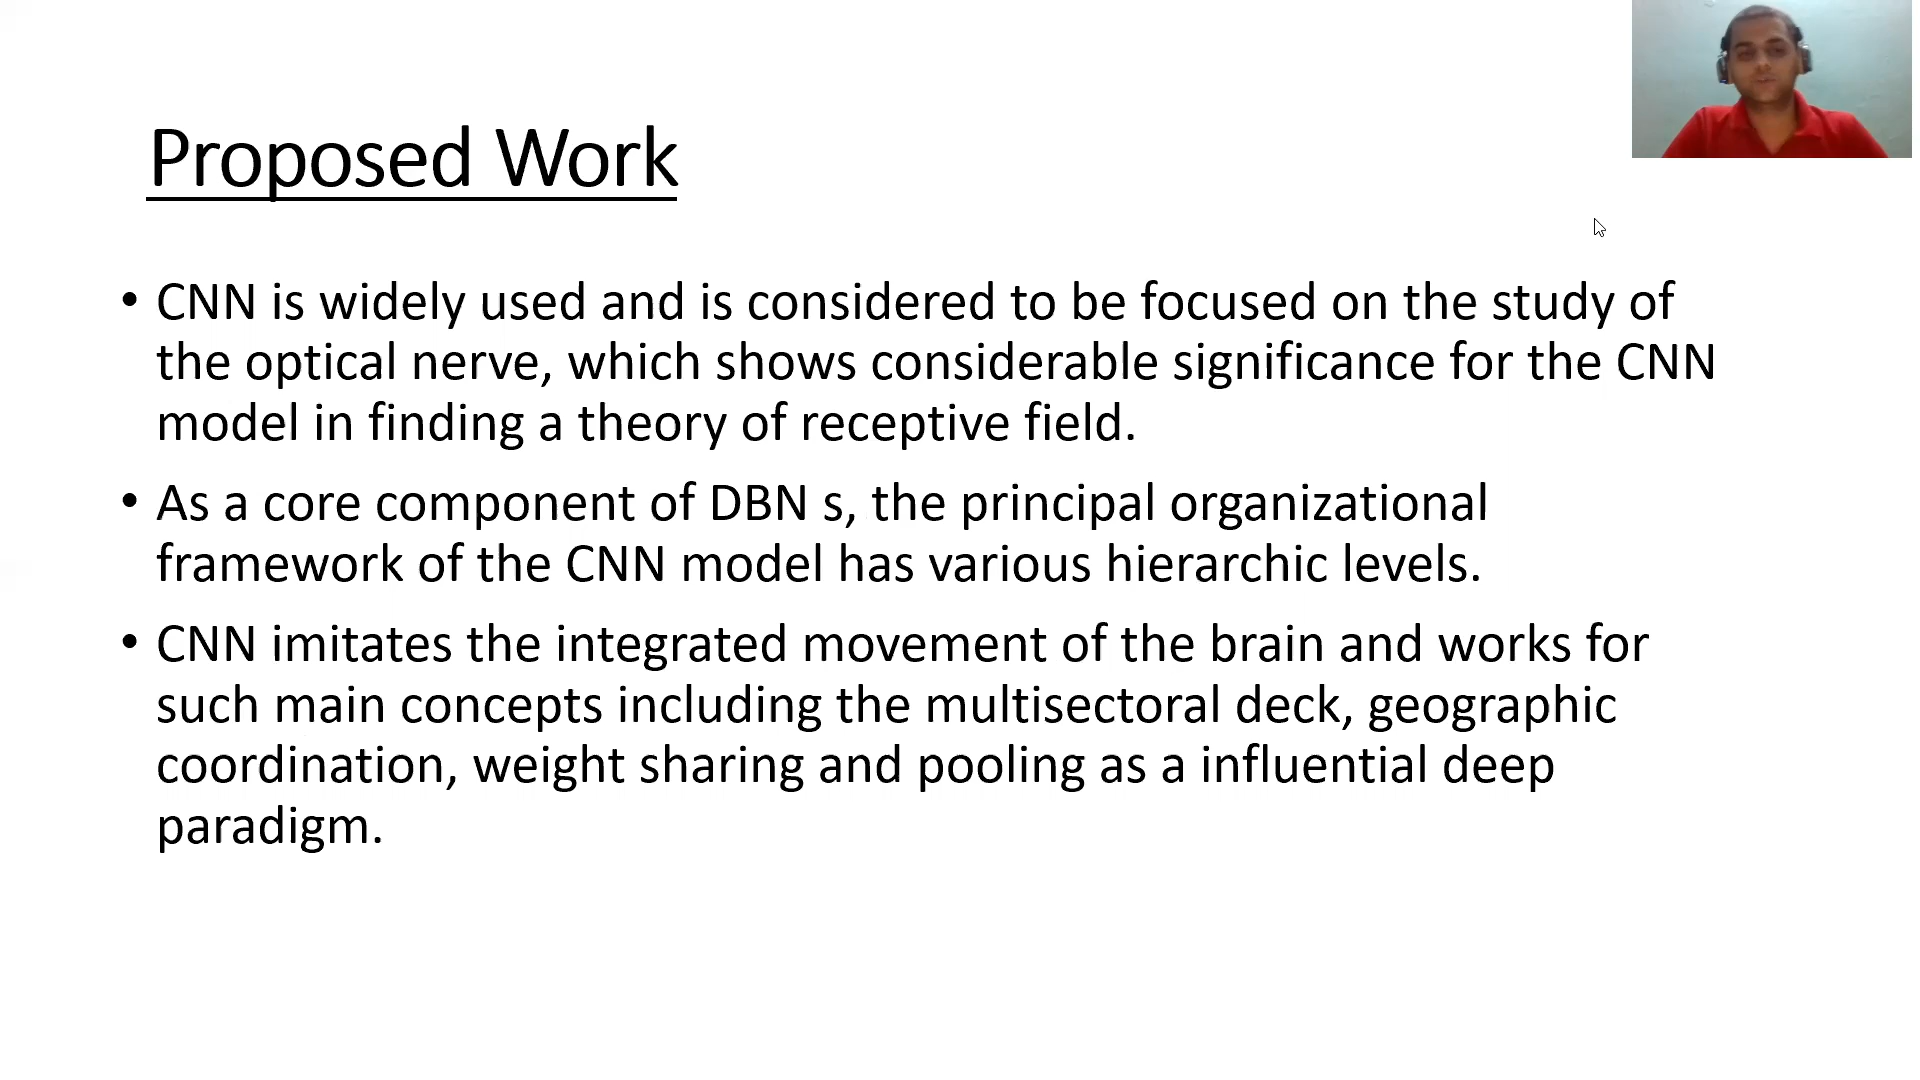 Proposed Work
• CNN is widely used and is considered to be focused on the study of
the optical nerve, which shows considerable significance for the CNN
model in finding a theory of receptive field.
• As a core component of DBN s, the principal organizational
framework of the CNN model has various hierarchic levels.
• CNN imitates the integrated movement of the brain and works for
such main concepts including the multisectoral deck, geographic
coordination, weight sharing and pooling as a influential deep
paradigm.